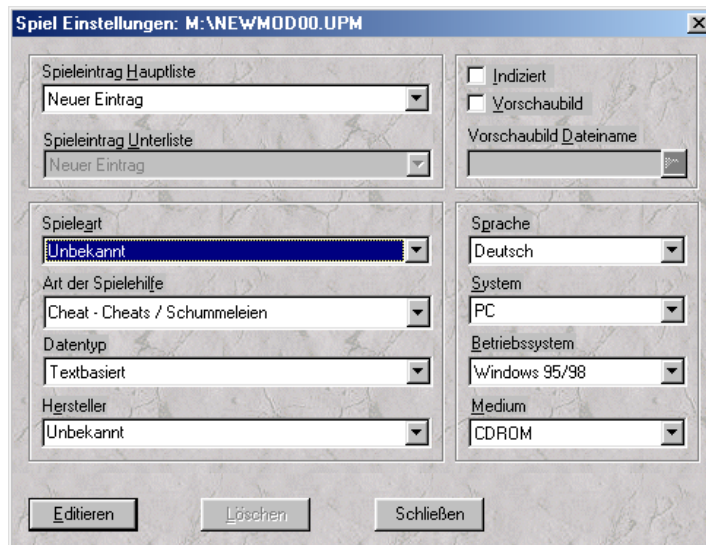 Spiel Einstellungen: M:\NEWMOD00.UPM
Spieleintrag Hauptliste
Neuer Eintrag
Spieleintrag Unterliste
Neuer Eintrag
Indiziert
Vorschaubild
Vorschaubild Dateiname
Spieleart
Unbekannt
Art der Spielehilfe
Cheat - Cheats / Schummeleien
Datentyp
Textbasiert
Hersteller
Unbekannt
Sprache
Deutsch
System
PC
Betriebssystem
Windows 95/98
Medium
CDROM
Editieren
Löschen
Schließen